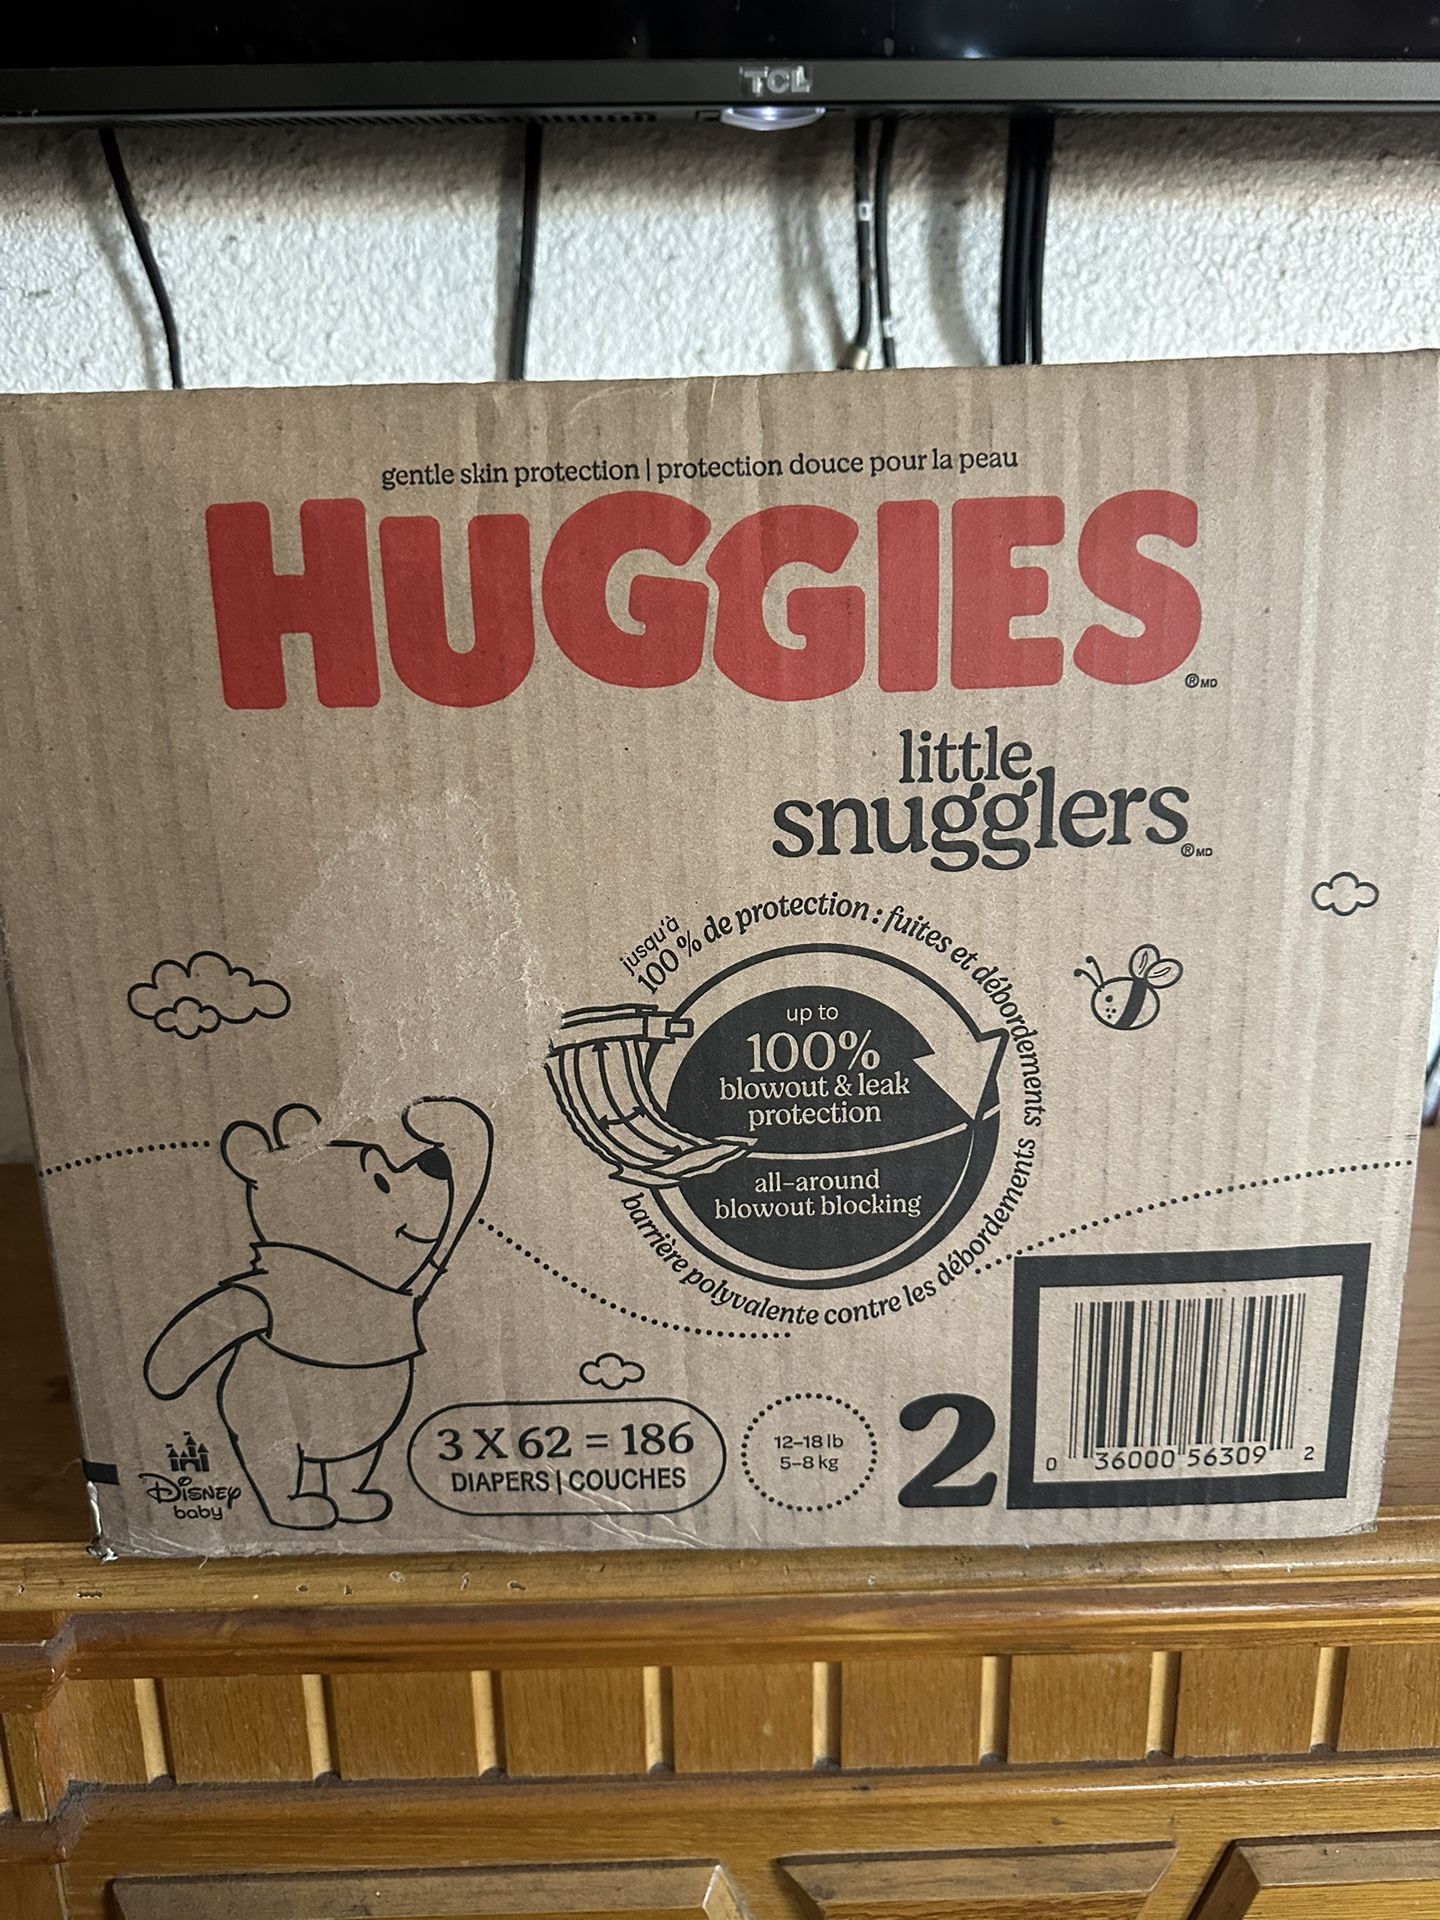 TCL
gentle skin protection | protection douce pour la peau
HUGGIES
®MD
little
snugglers
®MD
jusqu'à
100 % de protection : fuites et débordements
up to
100%
blowout & leak
protection
all-around
blowout blocking
barrière polyvalente contre les débordements
3 X 62 = 186
DIAPERS | COUCHES
12-18 lb
5-8 kg
2
0 36000 56309 2
Disney
baby